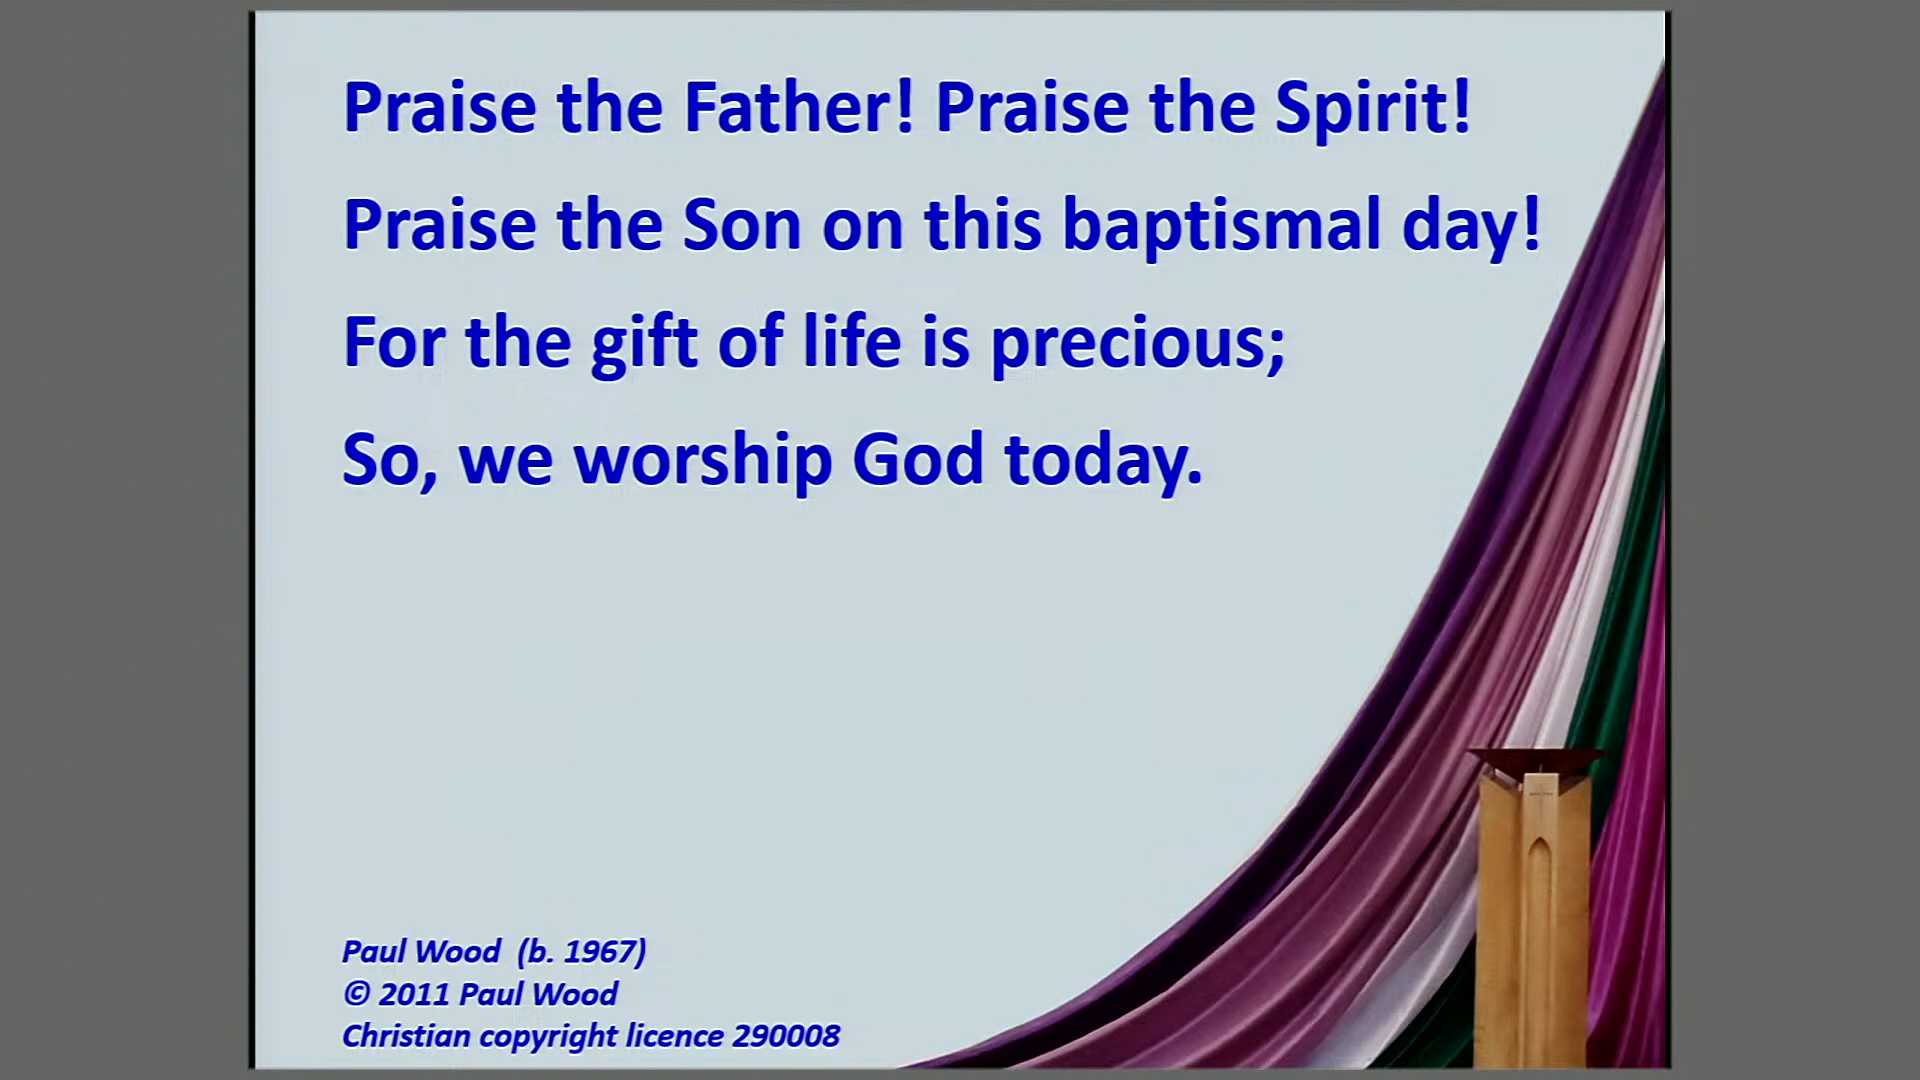 Praise the Father! Praise the Spirit!
Praise the Son on this baptismal day!
For the gift of life is precious;
So, we worship God today.
Paul Wood (b. 1967)
© 2011 Paul Wood
Christian copyright licence 290008